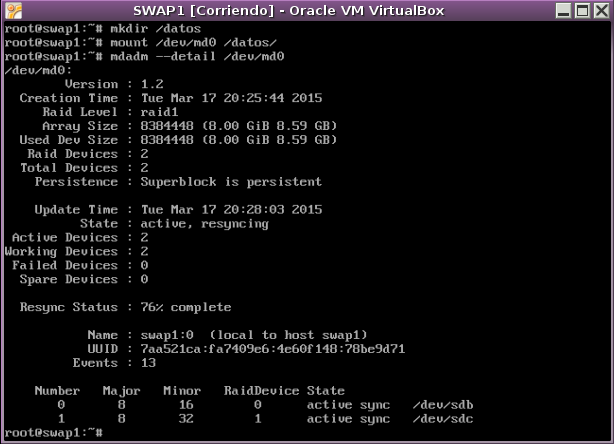 SWAP1 [Corriendo] - Oracle VM VirtualBox
root@swap1:~# mkdir /datos
root@swap1:~# mount /dev/md0 /datos/
root@swap1:~# mdadm --detail /dev/md0
/dev/md0:
Version : 1.2
Creation Time : Tue Mar 17 20:25:44 2015
Raid Level : raid1
Array Size : 8384448 (8.00 GiB 8.59 GB)
Used Dev Size : 8384448 (8.00 GiB 8.59 GB)
Raid Devices : 2
Total Devices : 2
Persistence : Superblock is persistent
Update Time : Tue Mar 17 20:28:03 2015
State : active, resyncing
Active Devices : 2
Working Devices : 2
Failed Devices : 0
Spare Devices : 0
Resync Status : 76% complete
Name : swap1:0 (local to host swap1)
UUID : 7aa521ca:fa7409e6:4e60f148:78be9d71
Events : 13
Number Major Minor RaidDevice State
0 8 16 0 active sync /dev/sdb
1 8 32 1 active sync /dev/sdc
root@swap1:~#